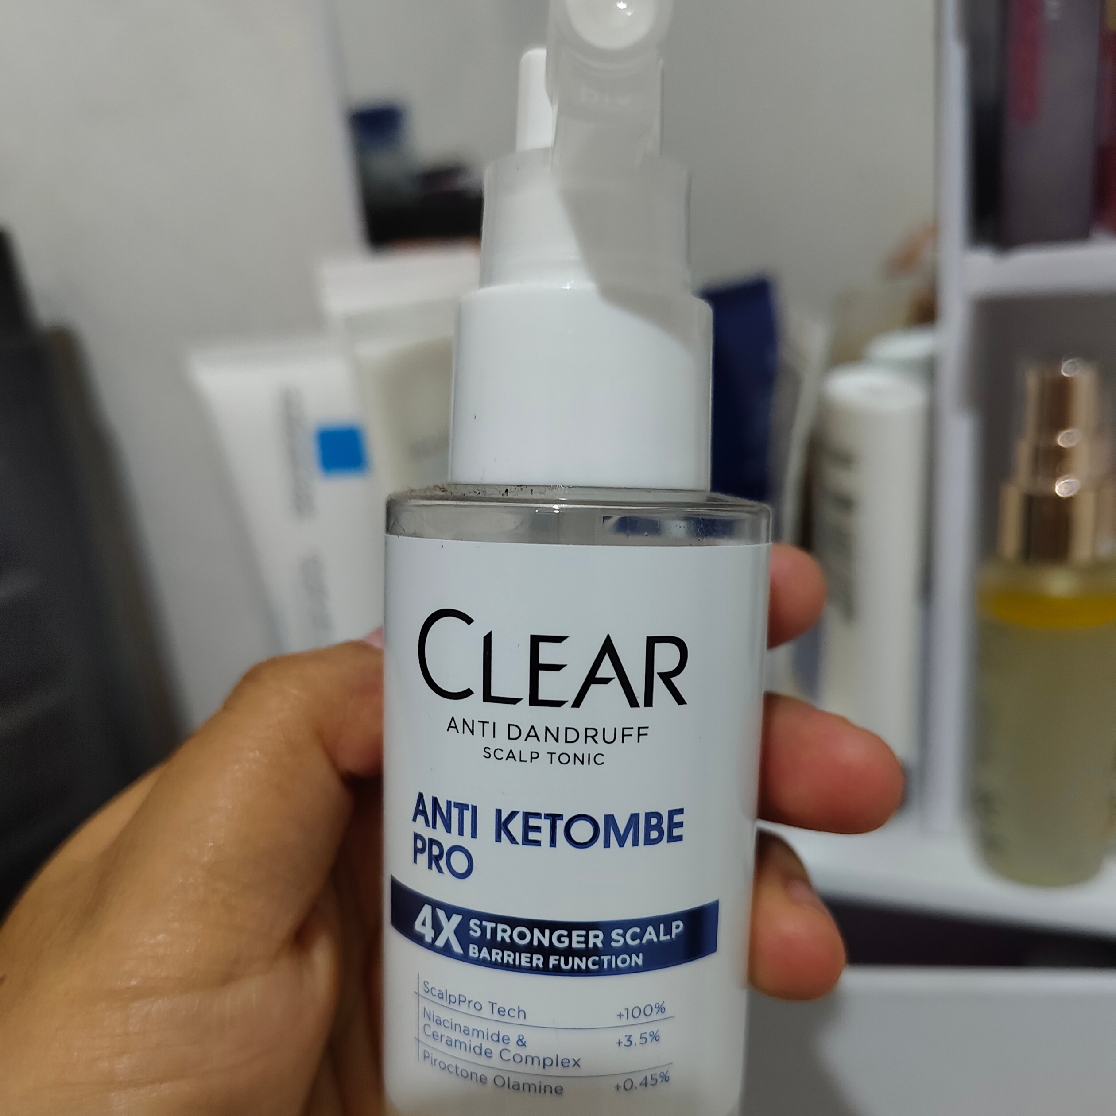 CLEAR
ANTI DANDRUFF
SCALP TONIC
ANTI KETOMBE
PRO
4X STRONGER SCALP
BARRIER FUNCTION
ScalpPro Tech +100%
Niacinamide &
Ceramide Complex +3.5%
Piroctone Olamine +0.45%